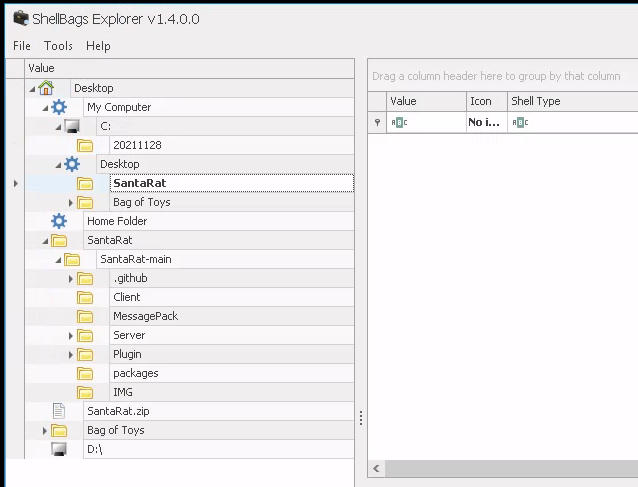 ShellBags Explorer v1.4.0.0
File Tools Help
Value
Desktop
My Computer
C:
20211128
Desktop
SantaRat
Bag of Toys
Home Folder
SantaRat
SantaRat-main
.github
Client
MessagePack
Server
Plugin
packages
IMG
SantaRat.zip
Bag of Toys
D:\
Drag a column header here to group by that column
Value Icon Shell Type
ABC No i... ABC